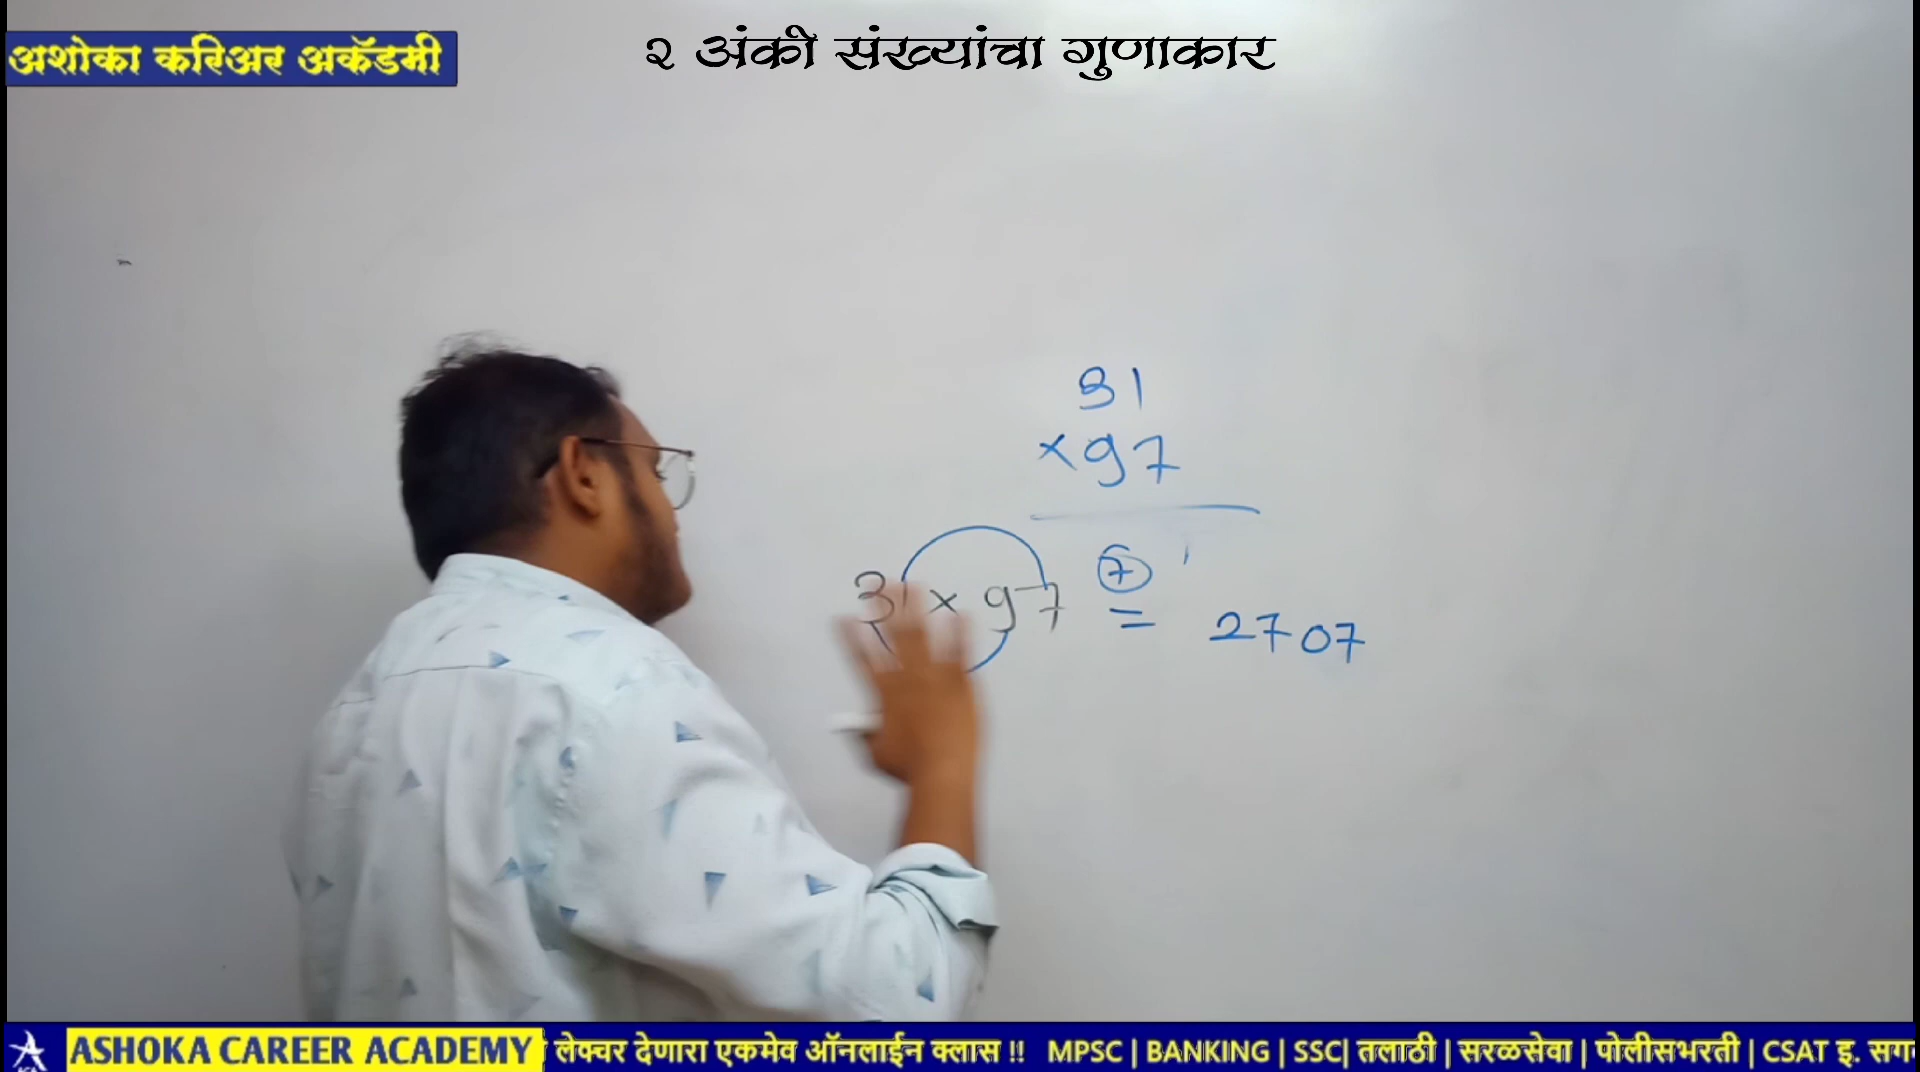 अशोका करिअर अकॅडमी
२ अंकी संख्यांचा गुणाकार
31
×97
7
31×97 = 2707
ASHOKA CAREER ACADEMY लेक्चर देणारा एकमेव ऑनलाईन क्लास !! MPSC | BANKING | SSC| तलाठी | सरळसेवा | पोलीसभरती | CSAT इ.